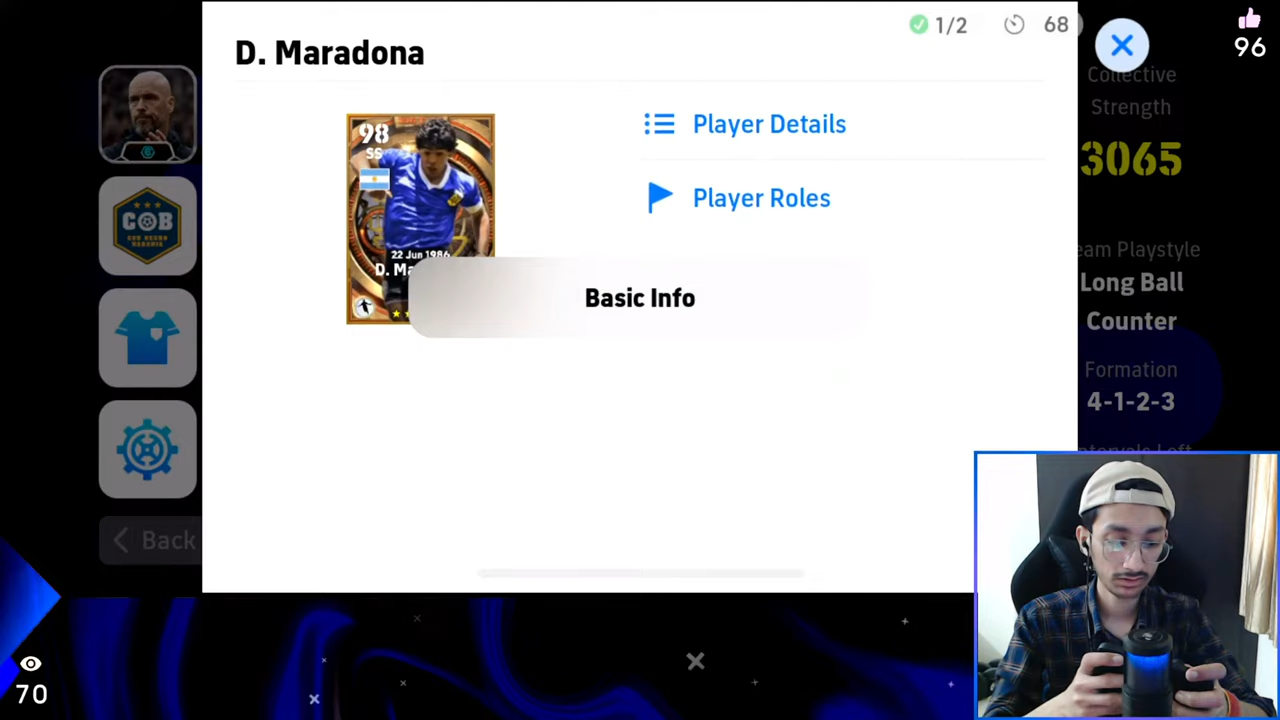 1/2
68
96
D. Maradona
98
SS
22 Jun 1986
D. Ma
Player Details
Player Roles
Basic Info
Collective
Strength
3065
eam Playstyle
Long Ball
Counter
Formation
4-1-2-3
COB
Back
70